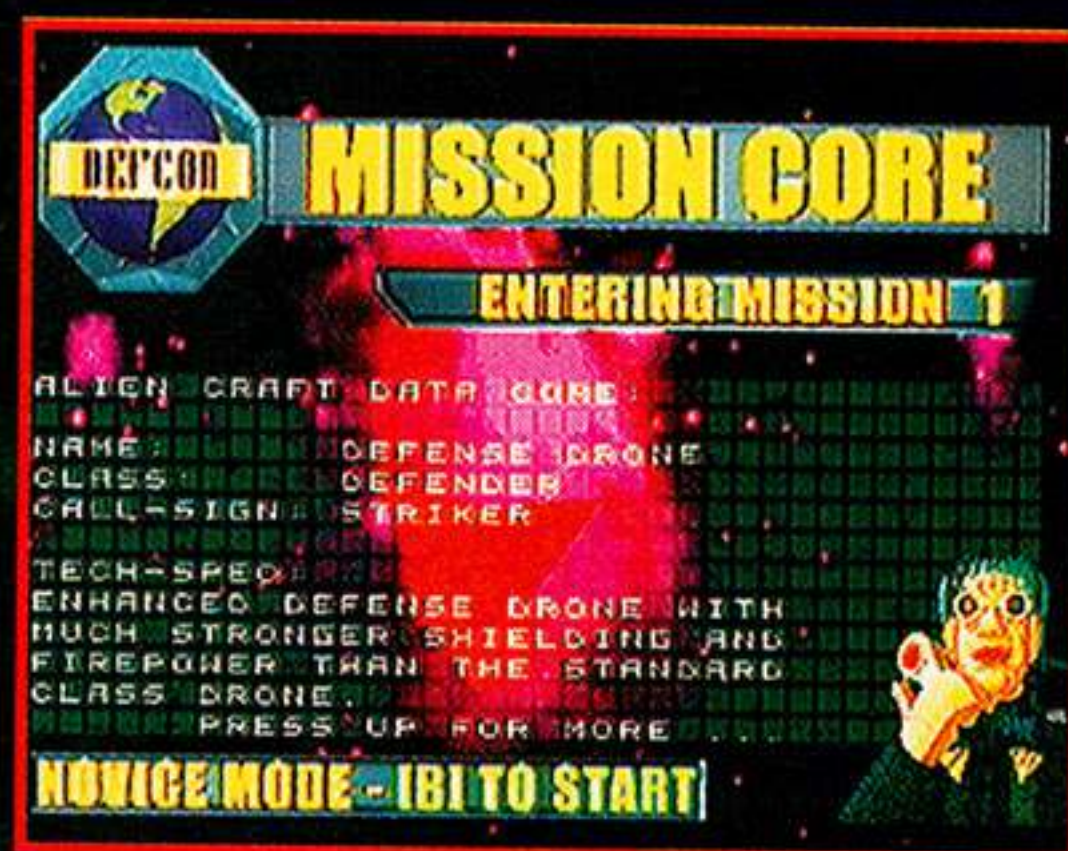 DEFCON
MISSION CORE
ENTERING MISSION 1
ALIEN CRAFT DATA CORE:
NAME: DEFENSE DRONE
CLASS: DEFENDER
CALL-SIGN: STRIKER
TECH-SPEC:
ENHANCED DEFENSE DRONE WITH
MUCH STRONGER SHIELDING AND
FIREPOWER THAN THE STANDARD
CLASS DRONE.
PRESS UP FOR MORE ...
NOVICE MODE - IBI TO START